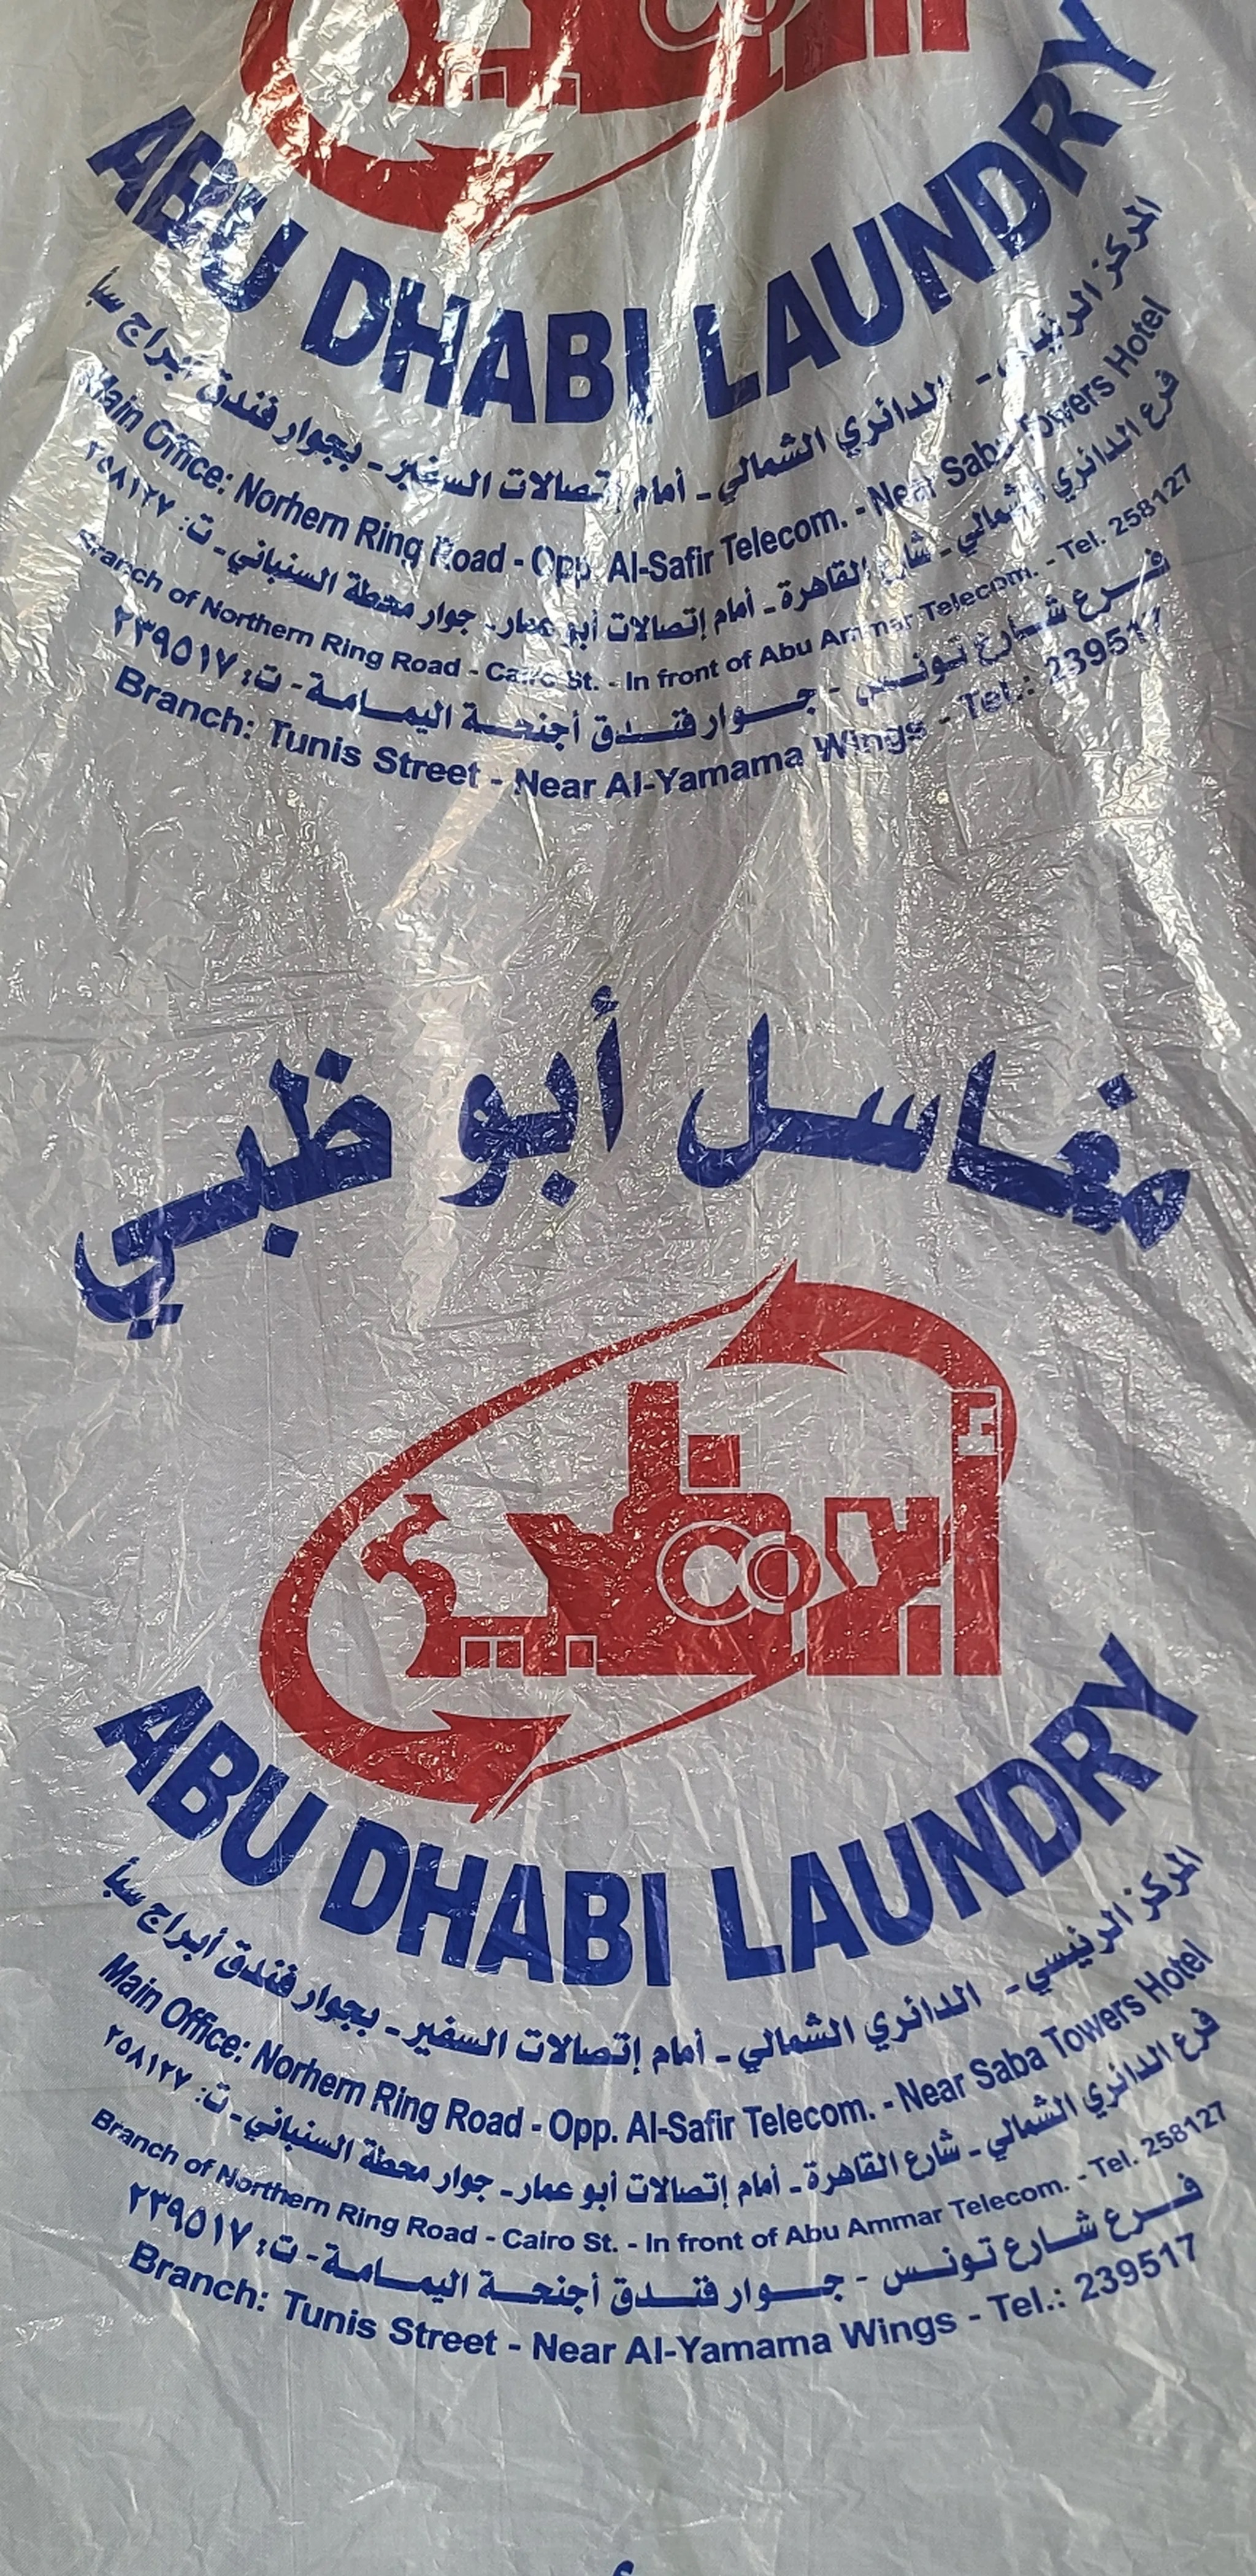 Co
ABU DHABI LAUNDRY
المركز الرئيسي - الدائري الشمالي - أمام إتصالات السفير - بجوار فندق أبراج سبأ
Main Office: Norhern Ring Road - Opp. Al-Safir Telecom. - Near Saba Towers Hotel
فرع الدائري الشمالي - شارع القاهرة - أمام إتصالات أبو عمار - جوار محطة السنباني - ت: ٢٥٨١٢٧
Branch of Northern Ring Road - Cairo St. - In front of Abu Ammar Telecom. - Tel. 258127
فرع شارع تونس - جوار فندق أجنحة اليمامة - ت: ٢٣٩٥١٧
Branch: Tunis Street - Near Al-Yamama Wings - Tel.: 239517
مغاسل أبو ظبي
أبو ظبي
Co
ABU DHABI LAUNDRY
المركز الرئيسي - الدائري الشمالي - أمام إتصالات السفير - بجوار فندق أبراج سبأ
Main Office: Norhern Ring Road - Opp. Al-Safir Telecom. - Near Saba Towers Hotel
فرع الدائري الشمالي - شارع القاهرة - أمام إتصالات أبو عمار - جوار محطة السنباني - ت: ٢٥٨١٢٧
Branch of Northern Ring Road - Cairo St. - In front of Abu Ammar Telecom. - Tel. 258127
فرع شارع تونس - جوار فندق أجنحة اليمامة - ت: ٢٣٩٥١٧
Branch: Tunis Street - Near Al-Yamama Wings - Tel.: 239517